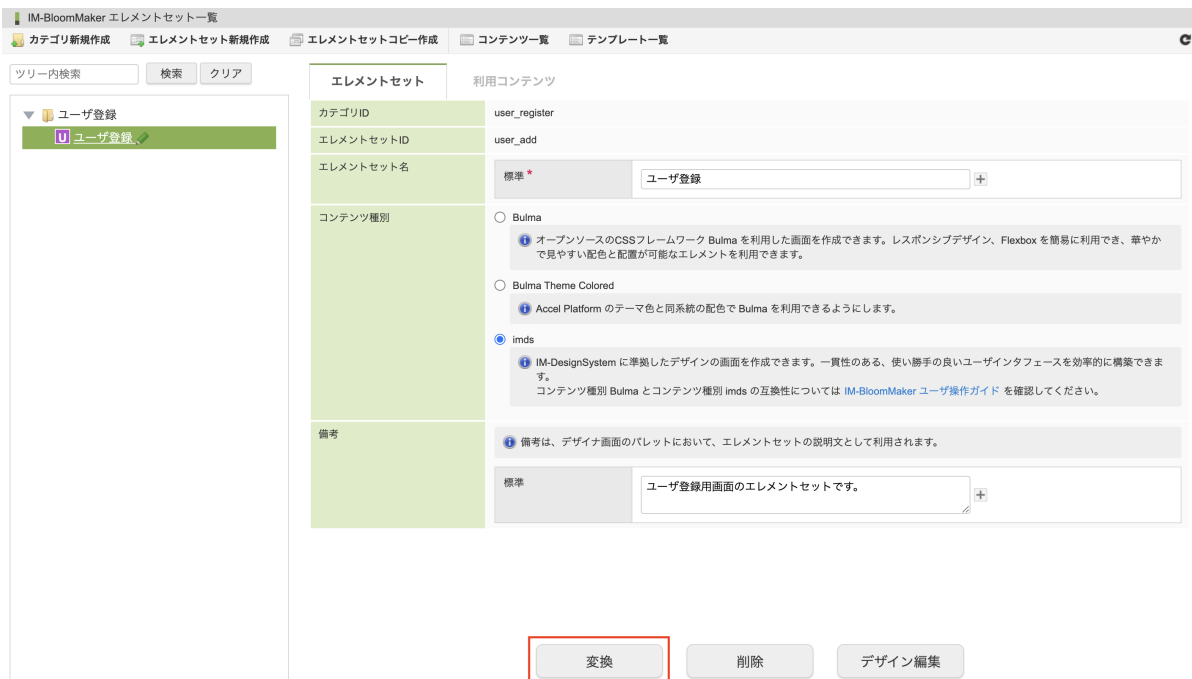 IM-BloomMaker エレメントセット一覧
カテゴリ新規作成 エレメントセット新規作成 エレメントセットコピー作成 コンテンツ一覧 テンプレート一覧
ツリー内検索 検索 クリア
ユーザ登録
U ユーザ登録
エレメントセット 利用コンテンツ
カテゴリID user_register
エレメントセットID user_add
エレメントセット名 標準 * ユーザ登録
コンテンツ種別 Bulma
オープンソースのCSSフレームワーク Bulma を利用した画面を作成できます。レスポンシブデザイン、Flexbox を簡易に利用でき、華やか
で見やすい配色と配置が可能なエレメントを利用できます。
Bulma Theme Colored
Accel Platform のテーマ色と同系統の配色で Bulma を利用できるようにします。
imds
IM-DesignSystem に準拠したデザインの画面を作成できます。一貫性のある、使い勝手の良いユーザインタフェースを効率的に構築できま
す。
コンテンツ種別 Bulma とコンテンツ種別 imds の互換性については IM-BloomMaker ユーザ操作ガイド を確認してください。
備考 備考は、デザイナ画面のパレットにおいて、エレメントセットの説明文として利用されます。
標準 ユーザ登録用画面のエレメントセットです。
変換 削除 デザイン編集